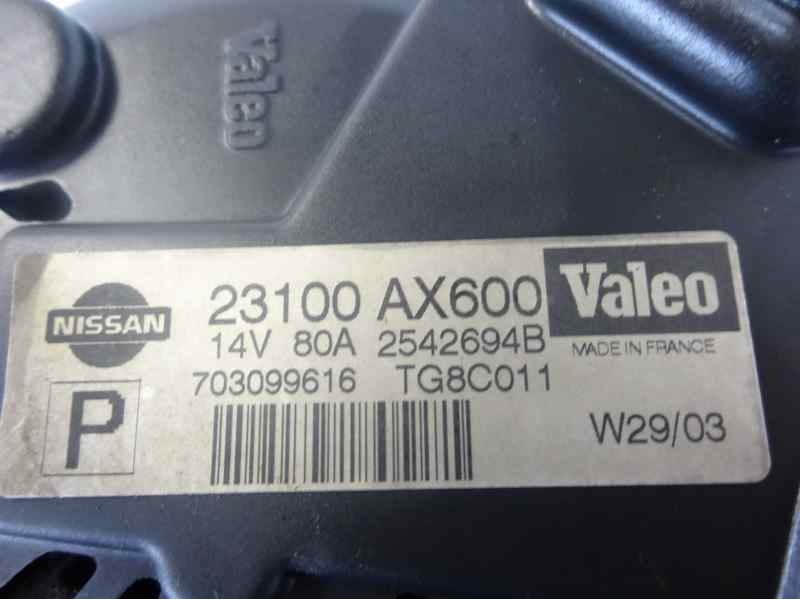 Valeo
NISSAN
23100 AX600
Valeo
14V 80A 2542694B
MADE IN FRANCE
703099616 TG8C011
P
W29/03